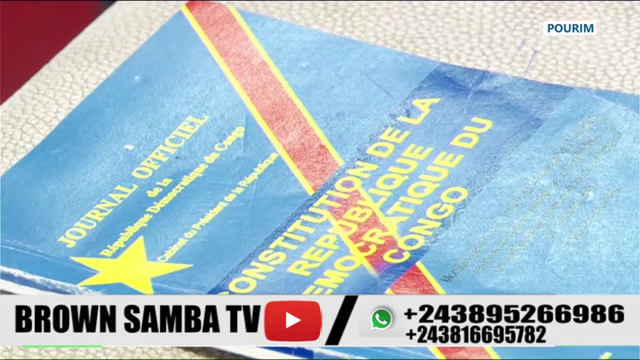 POURIM
JOURNAL OFFICIEL
de la
République Démocratique du Congo
Cabinet du Président de la République
CONSTITUTION DE LA
REPUBLIQUE
DEMOCRATIQUE DU
CONGO
BROWN SAMBA TV
+243895266986
+243816695782